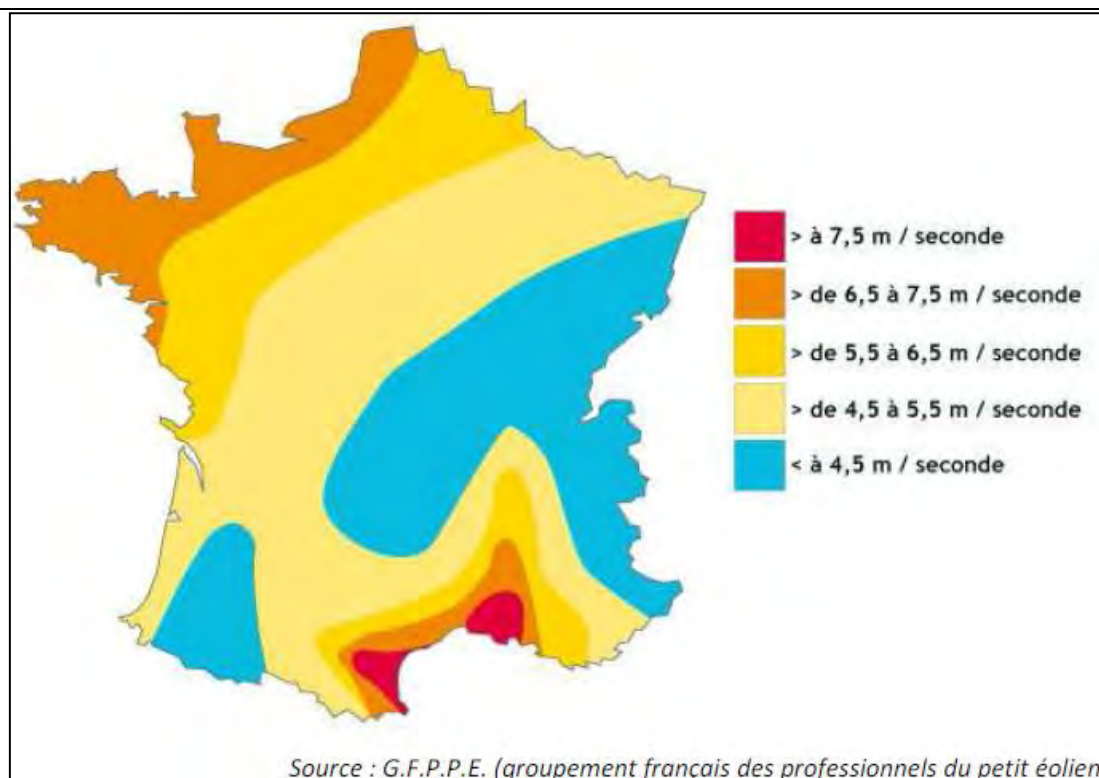 > à 7,5 m / seconde
> de 6,5 à 7,5 m / seconde
> de 5,5 à 6,5 m / seconde
> de 4,5 à 5,5 m / seconde
< à 4,5 m / seconde
Source : G.F.P.P.E. (groupement français des professionnels du petit éolien